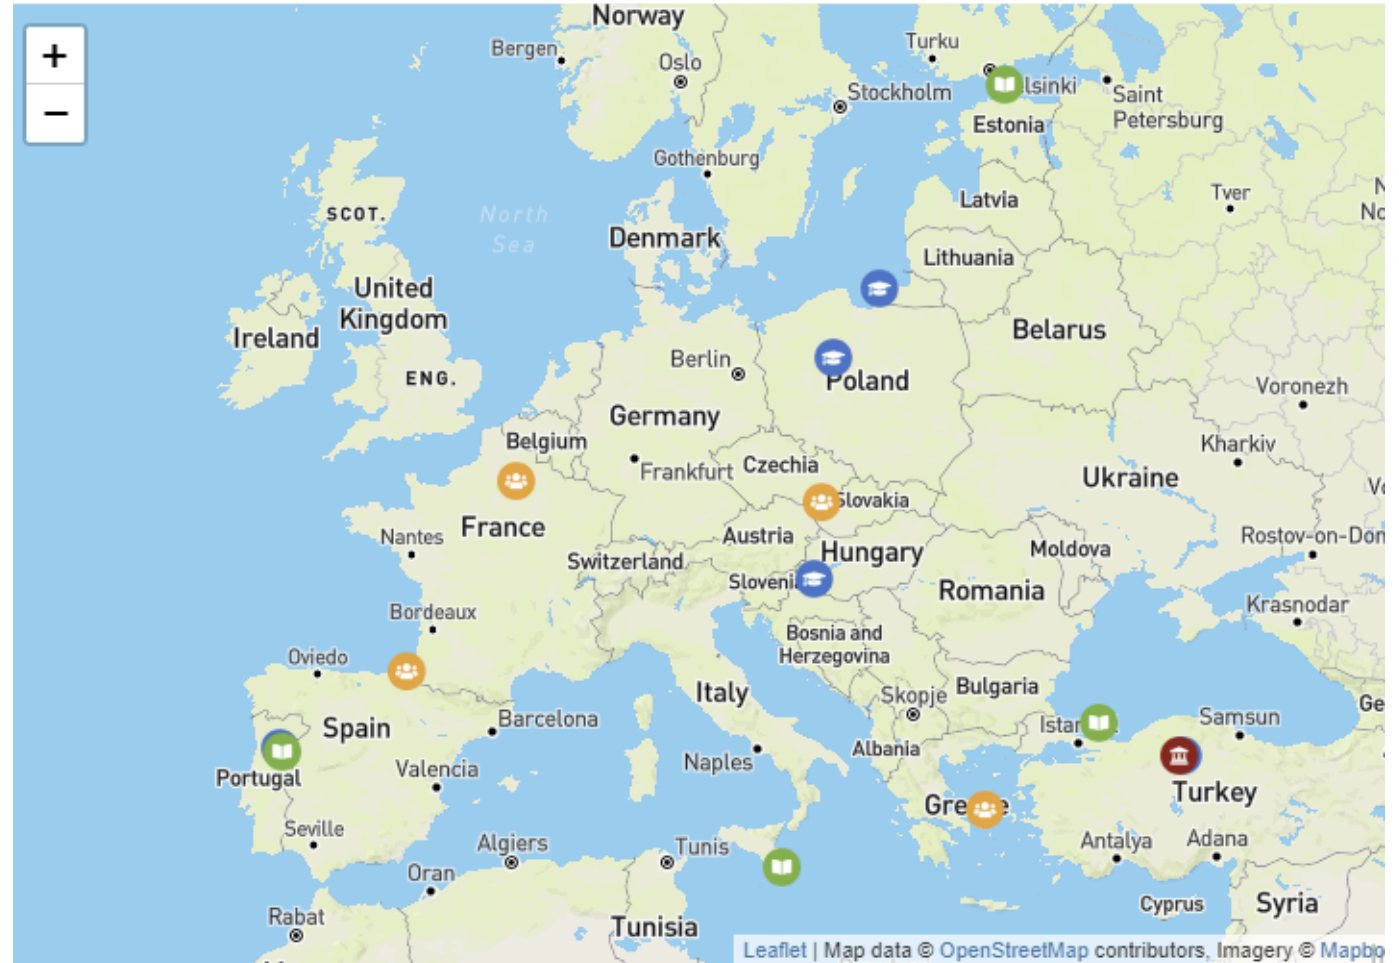 +
−
Norway
Bergen
Oslo
Turku
lsinki
Stockholm
Saint
Petersburg
Estonia
Gothenburg
Latvia
Tver
SCOT.
North
Sea
Denmark
Lithuania
United
Kingdom
Ireland
Belarus
Berlin
ENG.
Poland
Voronezh
Germany
Belgium
Kharkiv
Frankfurt
Czechia
Ukraine
Slovakia
France
Nantes
Austria
Rostov-on-Don
Switzerland
Hungary
Moldova
Slovenia
Romania
Krasnodar
Bordeaux
Bosnia and
Herzegovina
Oviedo
Italy
Skopje
Bulgaria
Ge
Barcelona
Spain
Istan
Samsun
Albania
Naples
Valencia
Portugal
Turkey
Gre e
Seville
Algiers
Tunis
Antalya
Adana
Oran
Cyprus
Syria
Rabat
Tunisia
Leaflet | Map data © OpenStreetMap contributors, Imagery © Mapbo